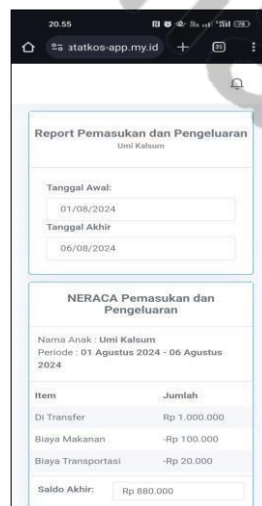 20.55
atatkos-app.my.id
Report Pemasukan dan Pengeluaran
Umi Kalsum
Tanggal Awal:
01/08/2024
Tanggal Akhir
06/08/2024
NERACA Pemasukan dan
Pengeluaran
Nama Anak : Umi Kalsum
Periode : 01 Agustus 2024 - 06 Agustus
2024
Item Jumlah
Di Transfer Rp 1.000.000
Biaya Makanan -Rp 100.000
Biaya Transportasi -Rp 20.000
Saldo Akhir: Rp 880.000